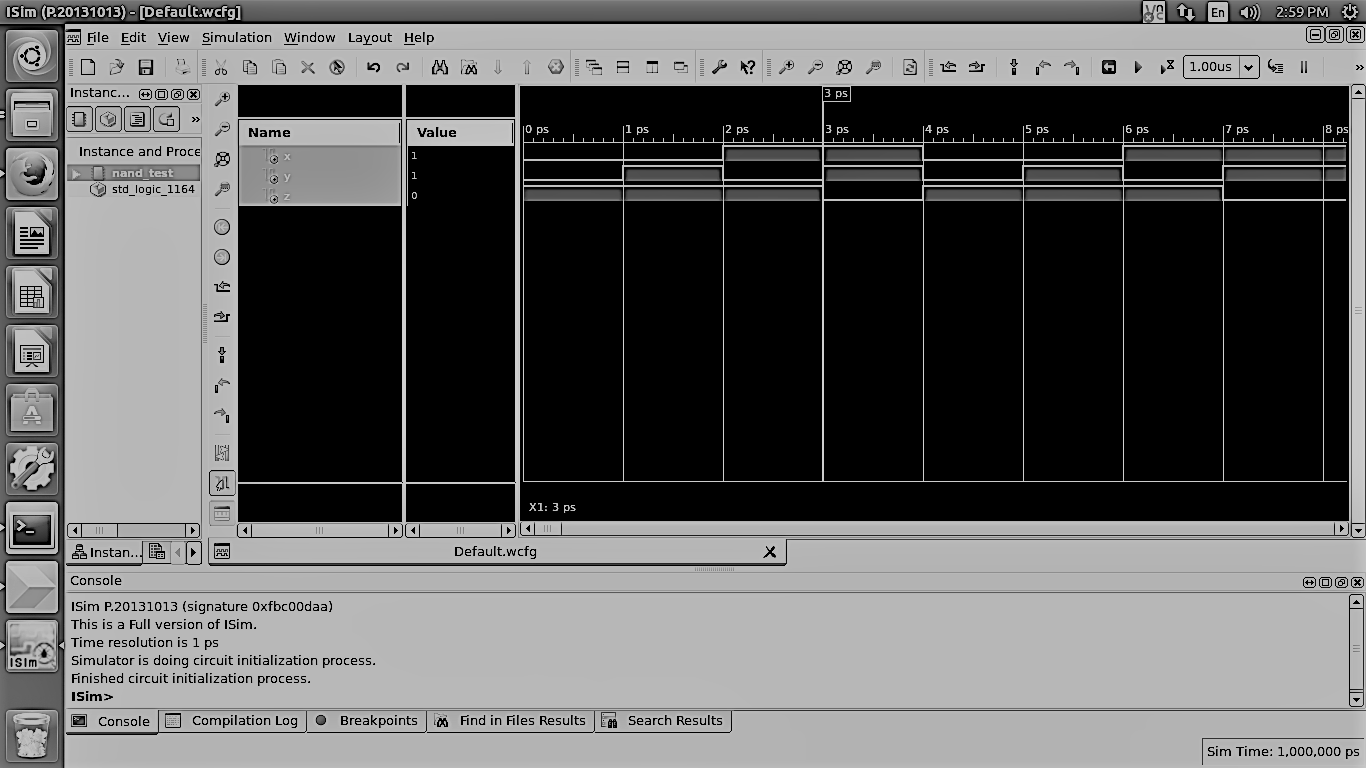 ISim (P.20131013) - [Default.wcfg]
En
2:59 PM
File Edit View Simulation Window Layout Help
1.00us
»
Instanc...
»
Instance and Proce
nand_test
std_logic_1164
Name Value
x 1
y 1
z 0
3 ps
0 ps 1 ps 2 ps 3 ps 4 ps 5 ps 6 ps 7 ps 8 ps
X1: 3 ps
Instan...
Default.wcfg
Console
ISim P.20131013 (signature 0xfbc00daa)
This is a Full version of ISim.
Time resolution is 1 ps
Simulator is doing circuit initialization process.
Finished circuit initialization process.
ISim>
Console Compilation Log Breakpoints Find in Files Results Search Results
ISim
Sim Time: 1,000,000 ps